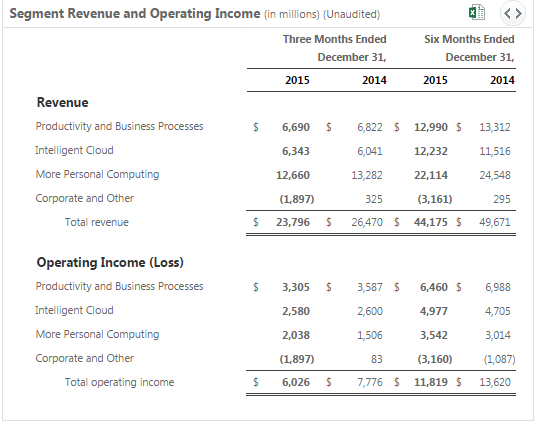 Segment Revenue and Operating Income (in millions) (Unaudited)
Three Months Ended Six Months Ended
December 31, December 31,
2015 2014 2015 2014
Revenue
Productivity and Business Processes $ 6,690 $ 6,822 $ 12,990 $ 13,312
Intelligent Cloud 6,343 6,041 12,232 11,516
More Personal Computing 12,660 13,282 22,114 24,548
Corporate and Other (1,897) 325 (3,161) 295
Total revenue $ 23,796 $ 26,470 $ 44,175 $ 49,671
Operating Income (Loss)
Productivity and Business Processes $ 3,305 $ 3,587 $ 6,460 $ 6,988
Intelligent Cloud 2,580 2,600 4,977 4,705
More Personal Computing 2,038 1,506 3,542 3,014
Corporate and Other (1,897) 83 (3,160) (1,087)
Total operating income $ 6,026 $ 7,776 $ 11,819 $ 13,620